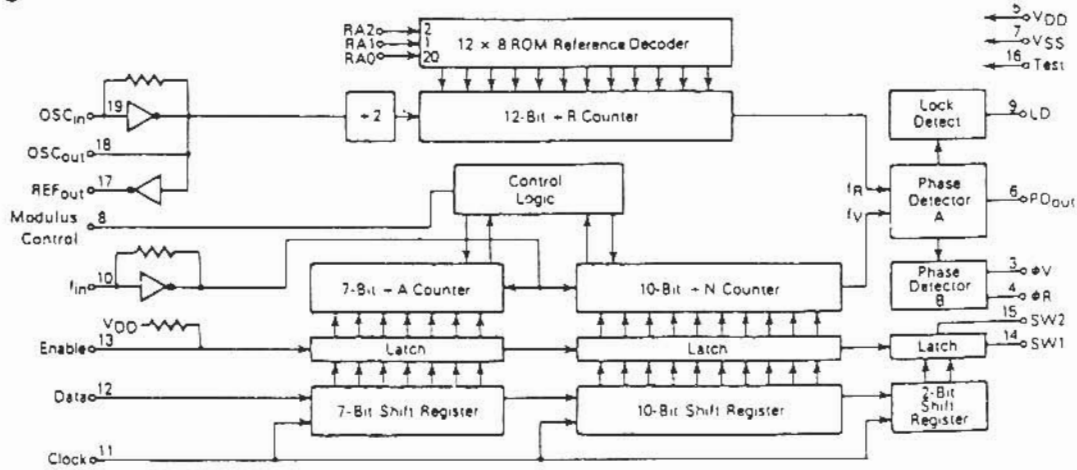 RA2 2
RA1 1
RA0 20
12 × 8 ROM Reference Decoder
5 VDD
7 VSS
16 Test
OSCin 19
÷ 2
12-Bit ÷ R Counter
Lock
Detect
9 LD
OSCout 18
REFout 17
Control
Logic
fR
fV
Phase
Detector
A
6 PDout
Modulus
Control
8
fin 10
7-Bit ÷ A Counter
10-Bit ÷ N Counter
Phase
Detector
B
3 ΦV
4 ΦR
15 SW2
14 SW1
VDD
Enable 13
Latch
Latch
Latch
Data 12
7-Bit Shift Register
10-Bit Shift Register
2-Bit
Shift
Register
Clock 11